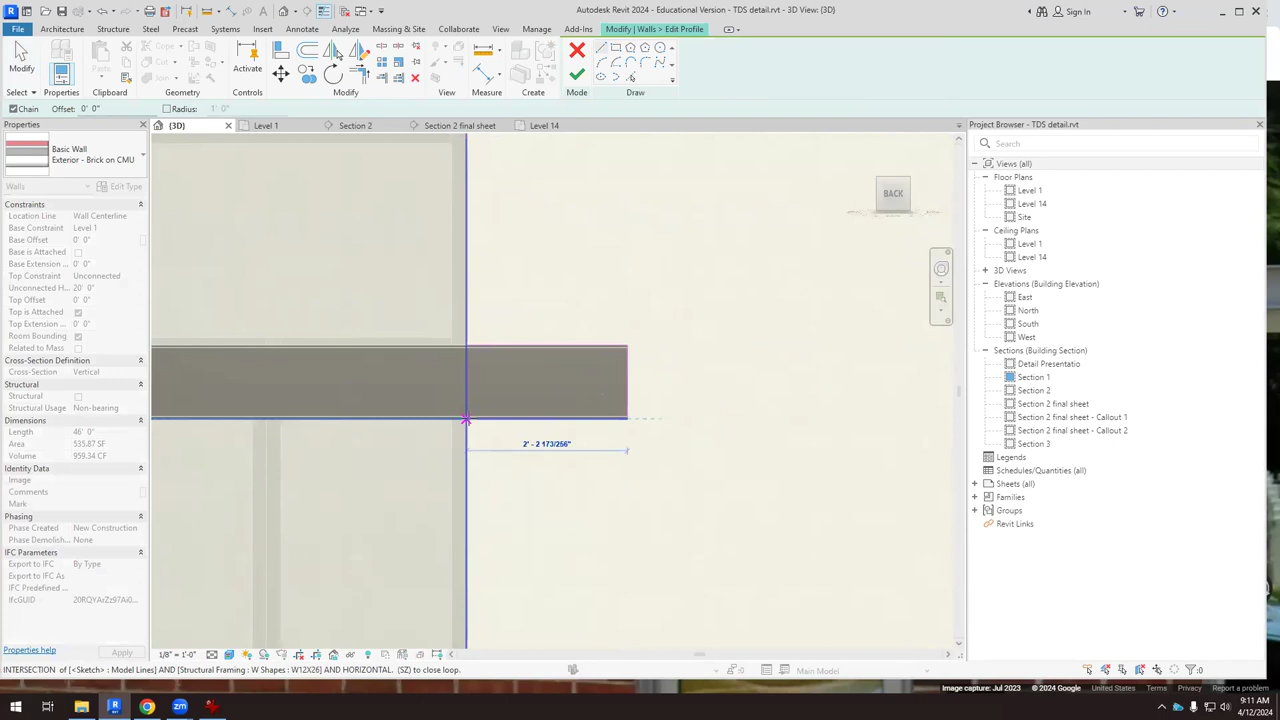 Autodesk Revit 2024 - Educational Version - TDS detail.rvt - 3D View: {3D}
Sign In
File Architecture Structure Steel Precast Systems Insert Annotate Analyze Massing & Site Collaborate View Manage Add-Ins Modify | Walls > Edit Profile
Modify Properties Cope Cut Join Activate
Select Properties Clipboard Geometry Controls Modify View Measure Create Mode Draw
Chain Offset: 0' 0" Radius: 1' 0"
Properties
{3D} Level 1 Section 2 Section 2 final sheet Level 14
Project Browser - TDS detail.rvt
Basic Wall
Exterior - Brick on CMU
Search
Walls Edit Type
Constraints
Location Line Wall Centerline
Base Constraint Level 1
Base Offset 0' 0"
Base is Attached
Base Extension ... 0' 0"
Top Constraint Unconnected
Unconnected H... 20' 0"
Top Offset 0' 0"
Top is Attached
Top Extension ... 0' 0"
Room Bounding
Related to Mass
Cross-Section Definition
Cross-Section Vertical
Structural
Structural
Structural Usage Non-bearing
Dimensions
Length 46' 0"
Area 535.87 SF
Volume 959.34 CF
Identity Data
Image
Comments
Mark
Phasing
Phase Created New Construction
Phase Demolish... None
IFC Parameters
Export to IFC By Type
Export to IFC As
IFC Predefined ...
IfcGUID 20RQYArZz97Ai0...
Properties help Apply
BACK
2' - 2 173/256"
Views (all)
Floor Plans
Level 1
Level 14
Site
Ceiling Plans
Level 1
Level 14
3D Views
Elevations (Building Elevation)
East
North
South
West
Sections (Building Section)
Detail Presentatio
Section 1
Section 2
Section 2 final sheet
Section 2 final sheet - Callout 1
Section 2 final sheet - Callout 2
Section 3
Legends
Schedules/Quantities (all)
Sheets (all)
Families
Groups
Revit Links
1/8" = 1'-0"
INTERSECTION of [<Sketch> : Model Lines] AND [Structural Framing : W Shapes : W12X26] AND HORIZONTAL. (SZ) to close loop.
:0 Main Model :0
Image capture: Jul 2023 © 2024 Google United States Terms Privacy Report a problem
9:11 AM
4/12/2024